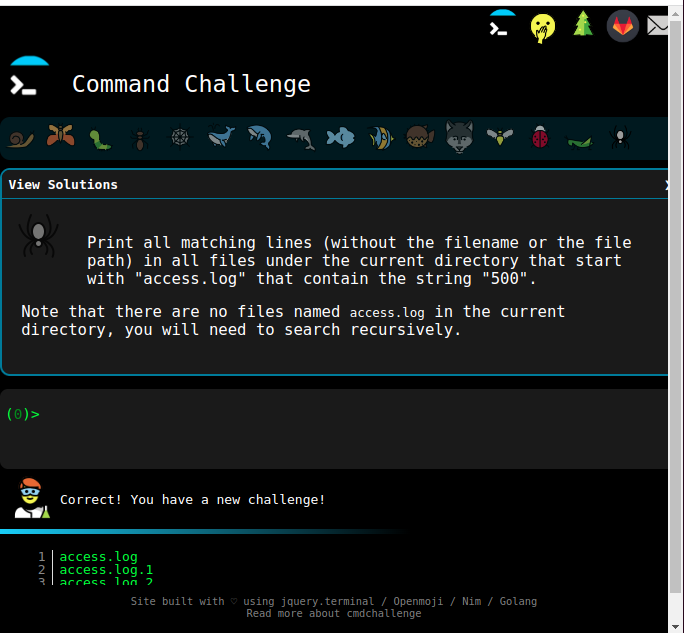 Command Challenge
View Solutions
Print all matching lines (without the filename or the file
path) in all files under the current directory that start
with "access.log" that contain the string "500".
Note that there are no files named access.log in the current
directory, you will need to search recursively.
(0)>
Correct! You have a new challenge!
1 access.log
2 access.log.1
3 access.log.2
Site built with ♡ using jquery.terminal / Openmoji / Nim / Golang
Read more about cmdchallenge